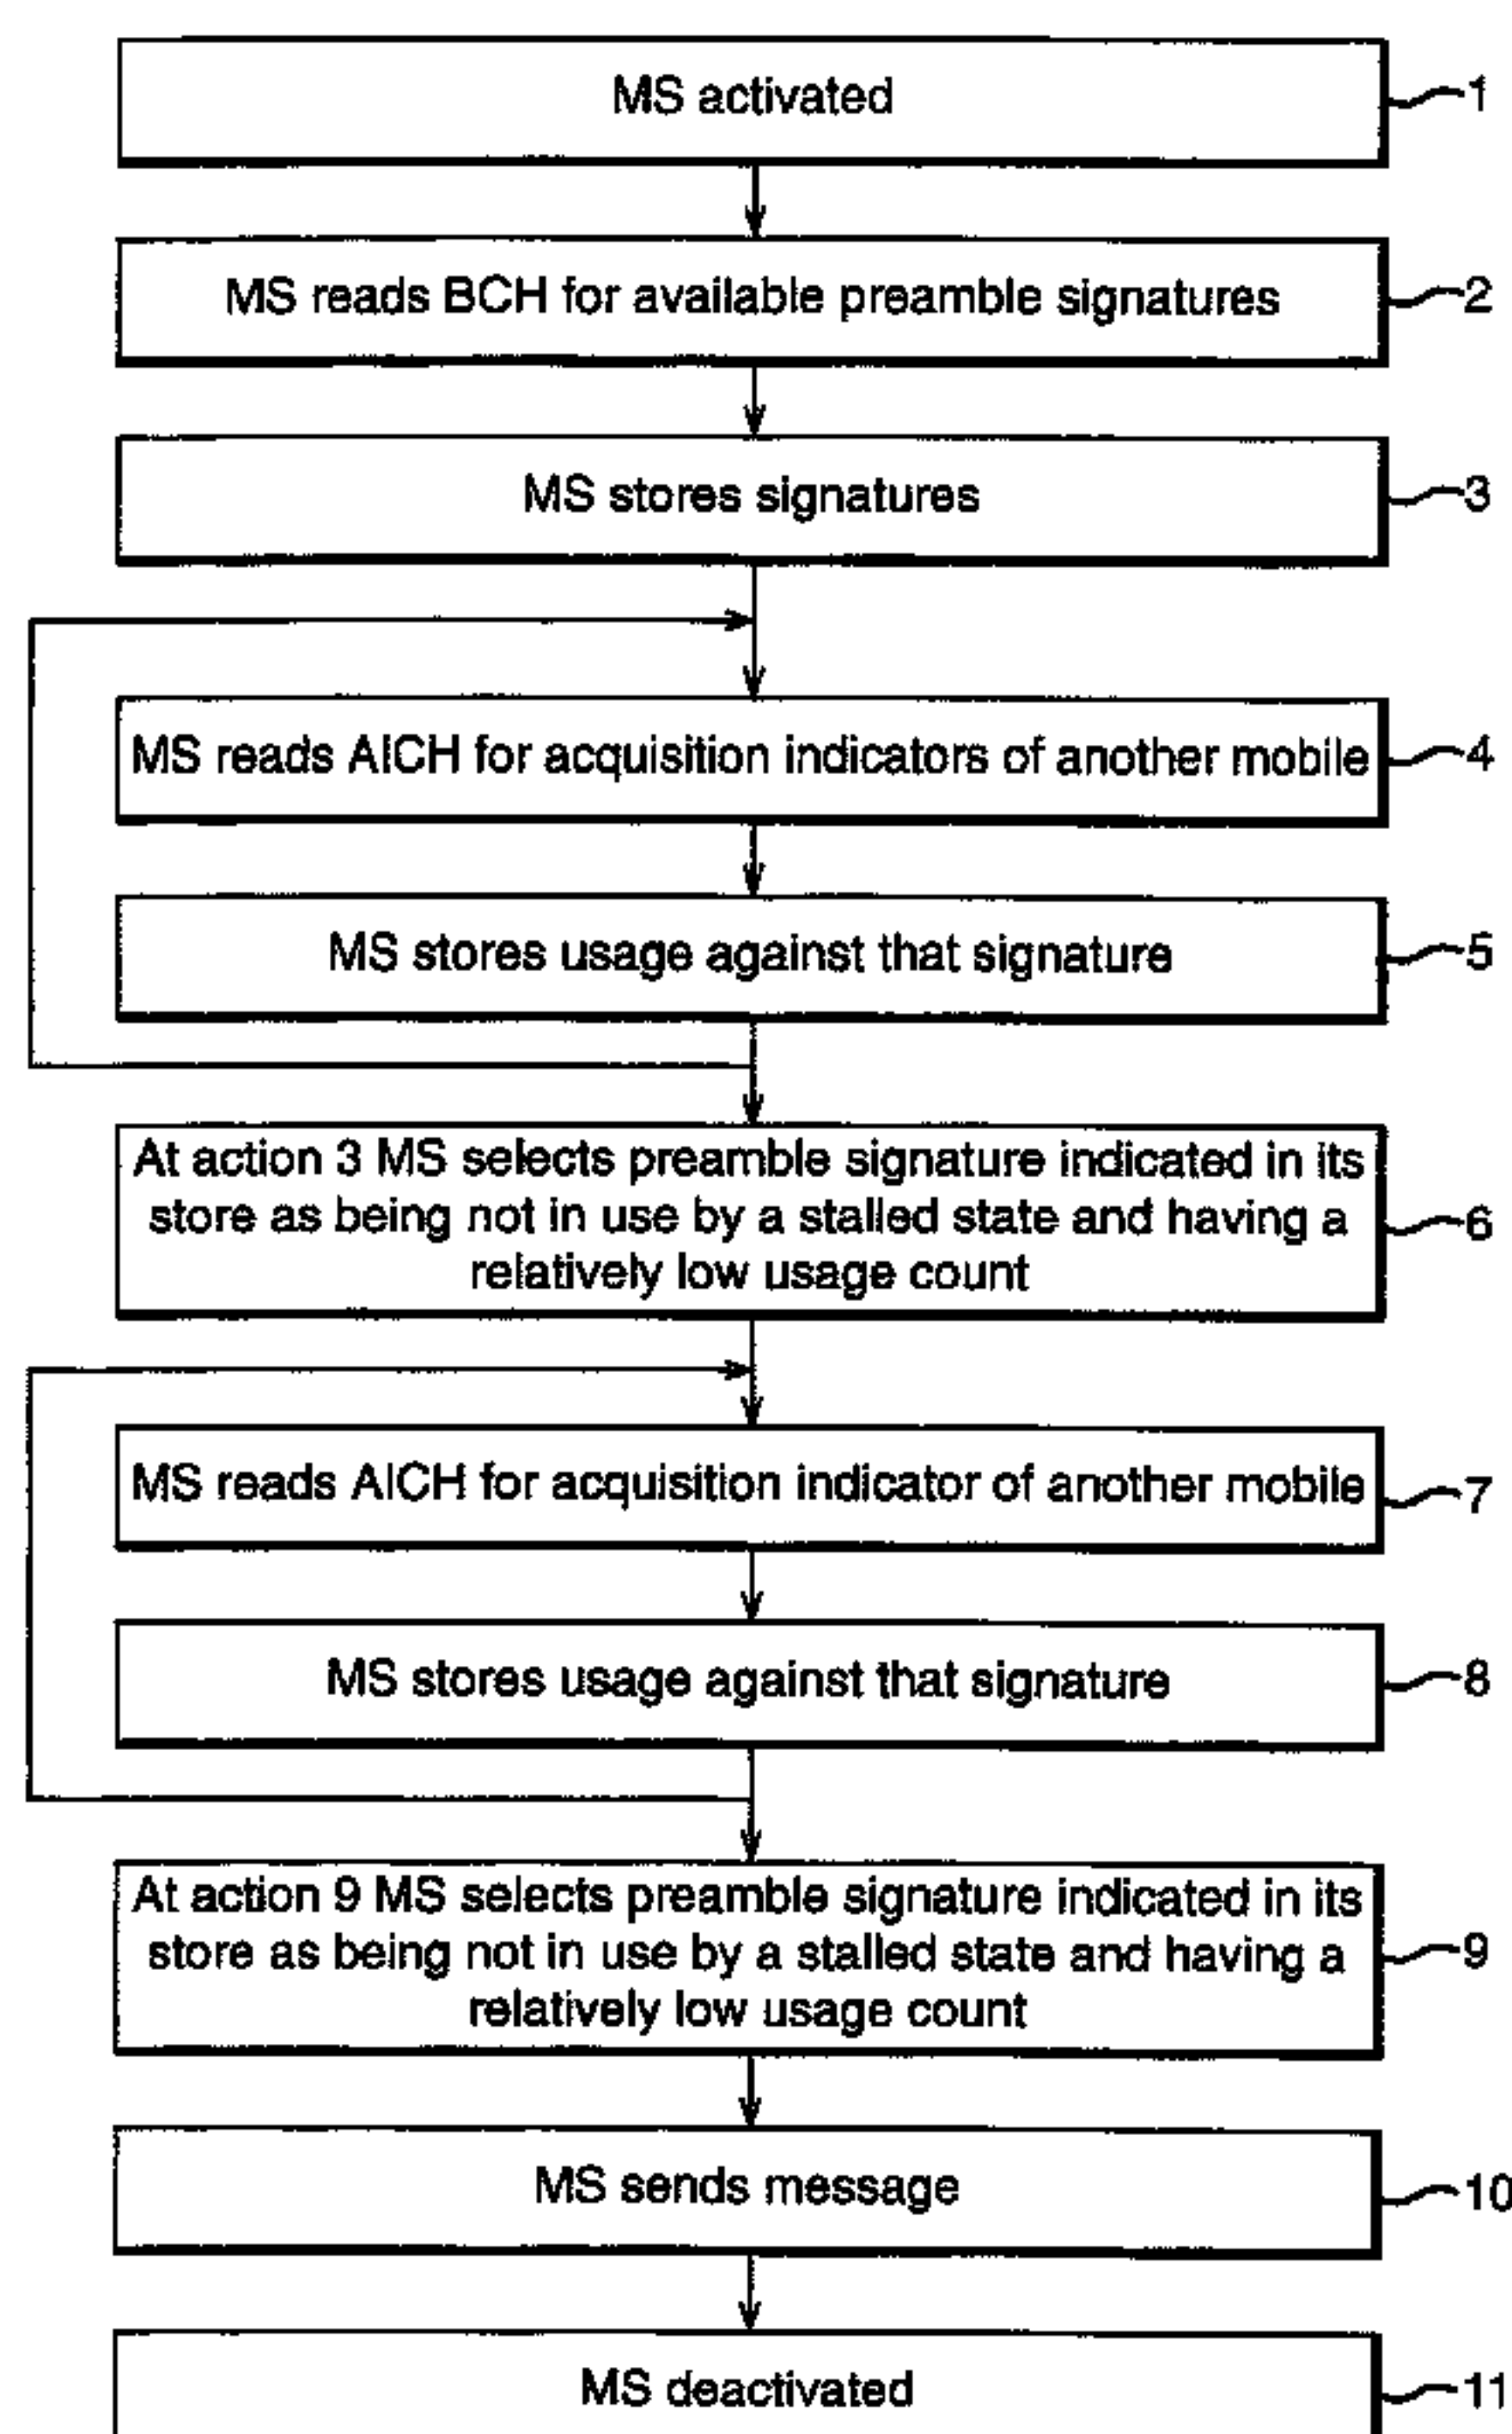 MS activated
1
MS reads BCH for available preamble signatures
2
MS stores signatures
3
MS reads AICH for acquisition indicators of another mobile
4
MS stores usage against that signature
5
At action 3 MS selects preamble signature indicated in its
store as being not in use by a stalled state and having a
relatively low usage count
6
MS reads AICH for acquisition indicator of another mobile
7
MS stores usage against that signature
8
At action 9 MS selects preamble signature indicated in its
store as being not in use by a stalled state and having a
relatively low usage count
9
MS sends message
10
MS deactivated
11